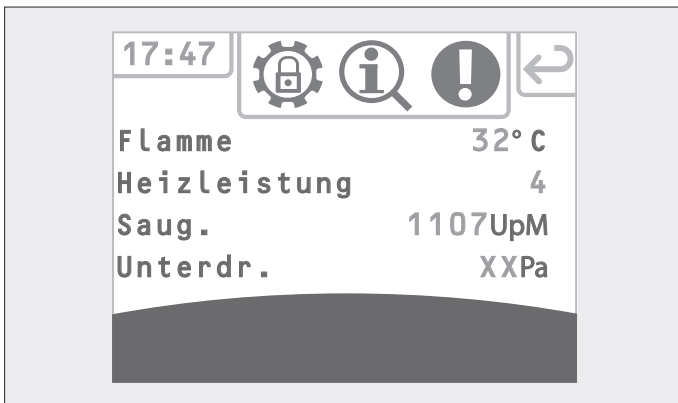 17:47
Flamme 32°C
Heizleistung 4
Saug. 1107UpM
Unterdr. XXPa